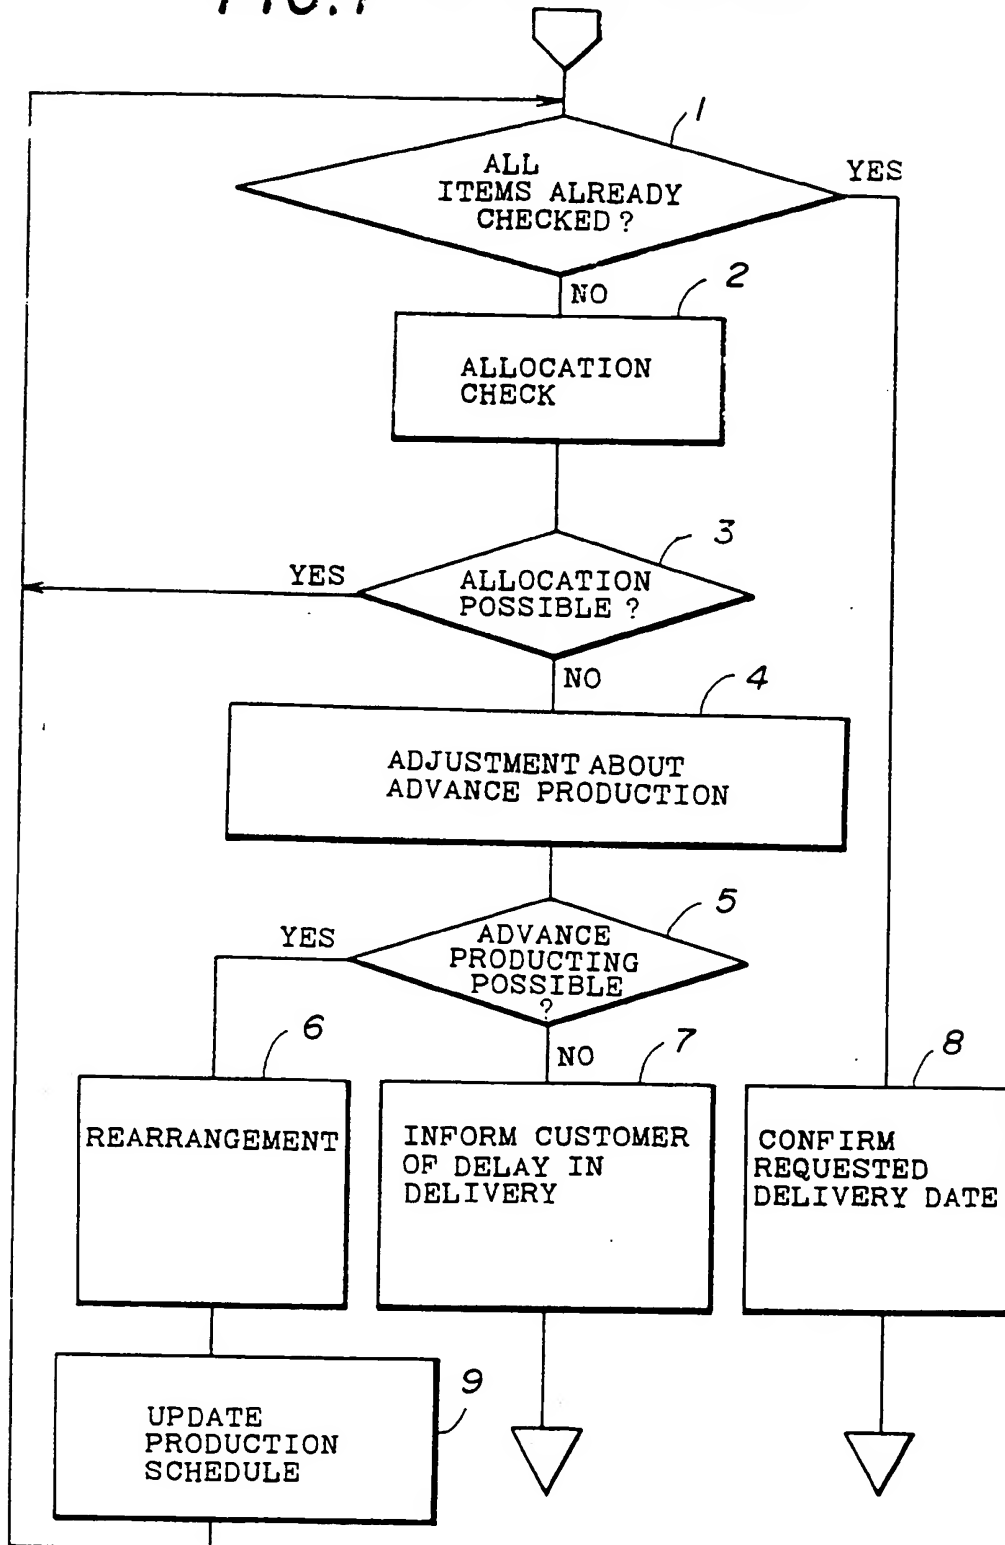 FIG.1
1
ALL
ITEMS ALREADY
CHECKED?
YES
NO
2
ALLOCATION
CHECK
3
YES
ALLOCATION
POSSIBLE?
NO
4
ADJUSTMENT ABOUT
ADVANCE PRODUCTION
5
YES
ADVANCE
PRODUCTING
POSSIBLE
?
NO
6
REARRANGEMENT
7
INFORM CUSTOMER
OF DELAY IN
DELIVERY
8
CONFIRM
REQUESTED
DELIVERY DATE
9
UPDATE
PRODUCTION
SCHEDULE